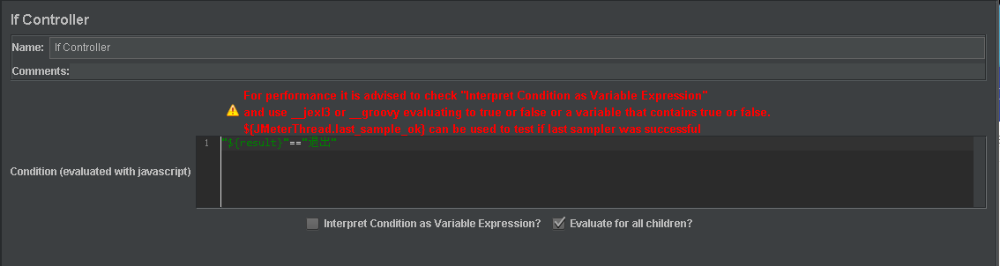 If Controller
Name: If Controller
Comments:
For performance it is advised to check "Interpret Condition as Variable Expression"
and use __jexl3 or __groovy evaluating to true or false or a variable that contains true or false.
${JMeterThread.last_sample_ok} can be used to test if last sampler was successful
1 "${result}"=="退出"
Condition (evaluated with javascript)
Interpret Condition as Variable Expression? Evaluate for all children?